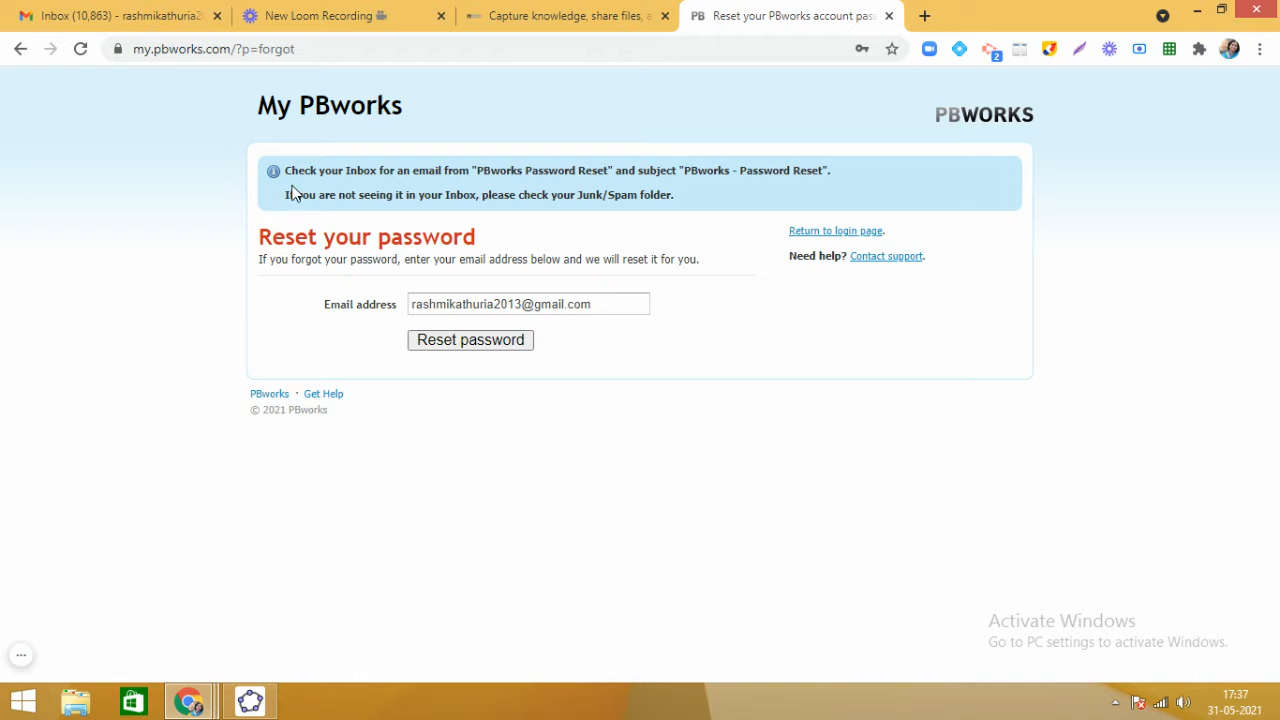 Inbox (10,863) - rashmikathuria2
New Loom Recording
Capture knowledge, share files, a
PB Reset your PBworks account pas
my.pbworks.com/?p=forgot
2
My PBworks
PBWORKS
Check your Inbox for an email from "PBworks Password Reset" and subject "PBworks - Password Reset".
If you are not seeing it in your Inbox, please check your Junk/Spam folder.
Reset your password
Return to login page.
If you forgot your password, enter your email address below and we will reset it for you.
Need help? Contact support.
Email address rashmikathuria2013@gmail.com
Reset password
PBworks · Get Help
© 2021 PBworks
Activate Windows
Go to PC settings to activate Windows.
17:37
31-05-2021